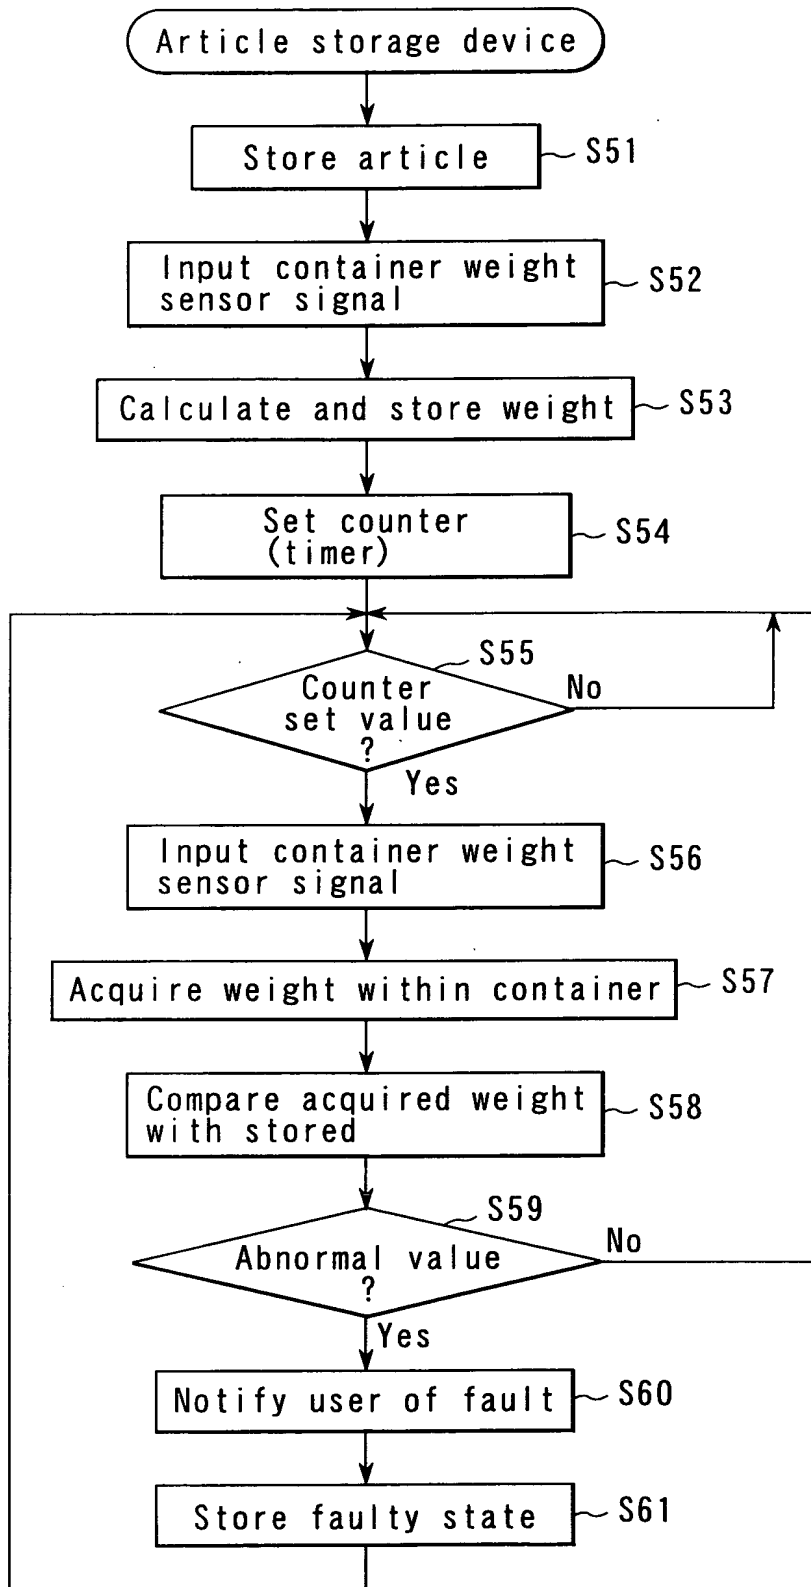 Article storage device
Store article
S51
Input container weight
sensor signal
S52
Calculate and store weight
S53
Set counter
(timer)
S54
S55
Counter
set value
?
No
Yes
Input container weight
sensor signal
S56
Acquire weight within container
S57
Compare acquired weight
with stored
S58
S59
Abnormal value
?
No
Yes
Notify user of fault
S60
Store faulty state
S61